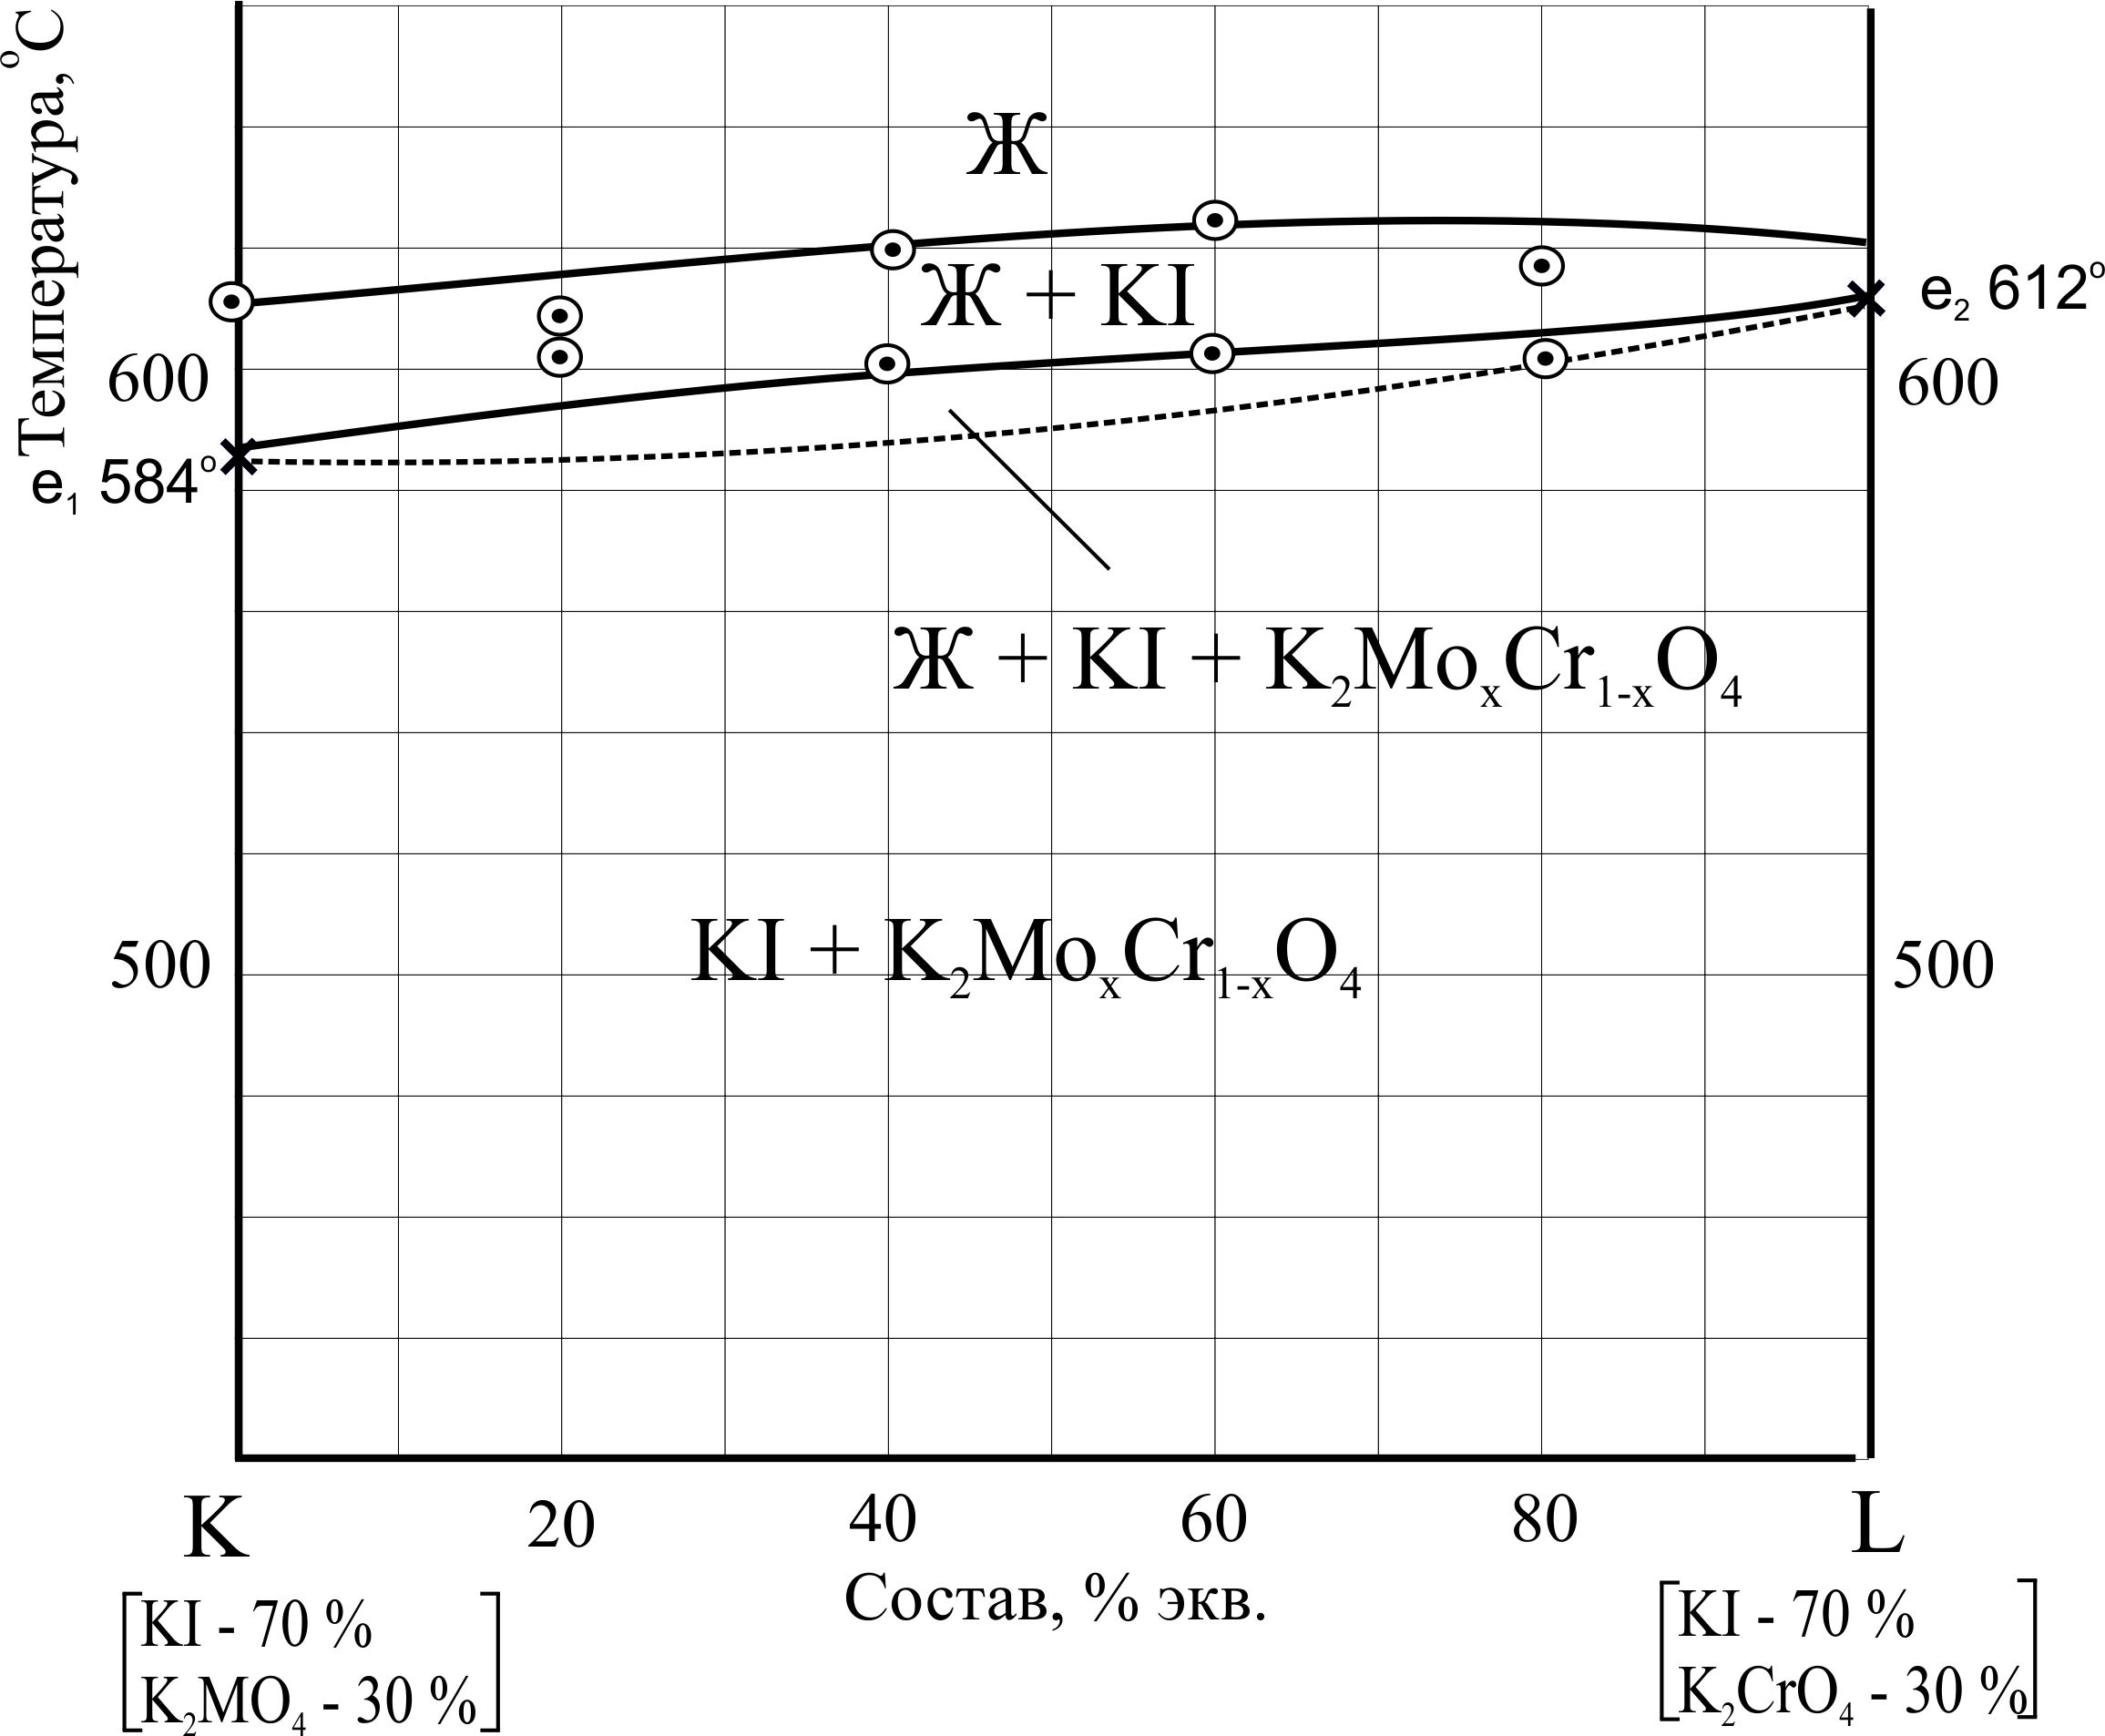 Температура, °C
Ж
Ж + KI
e₂ 612°
600
600
e₁ 584°
Ж + KI + K₂MoₓCr₁₋ₓO₄
KI + K₂MoₓCr₁₋ₓO₄
500
500
K
20
40
60
80
L
Состав, % экв.
KI - 70 %
K₂MO₄ - 30 %
KI - 70 %
K₂CrO₄ - 30 %